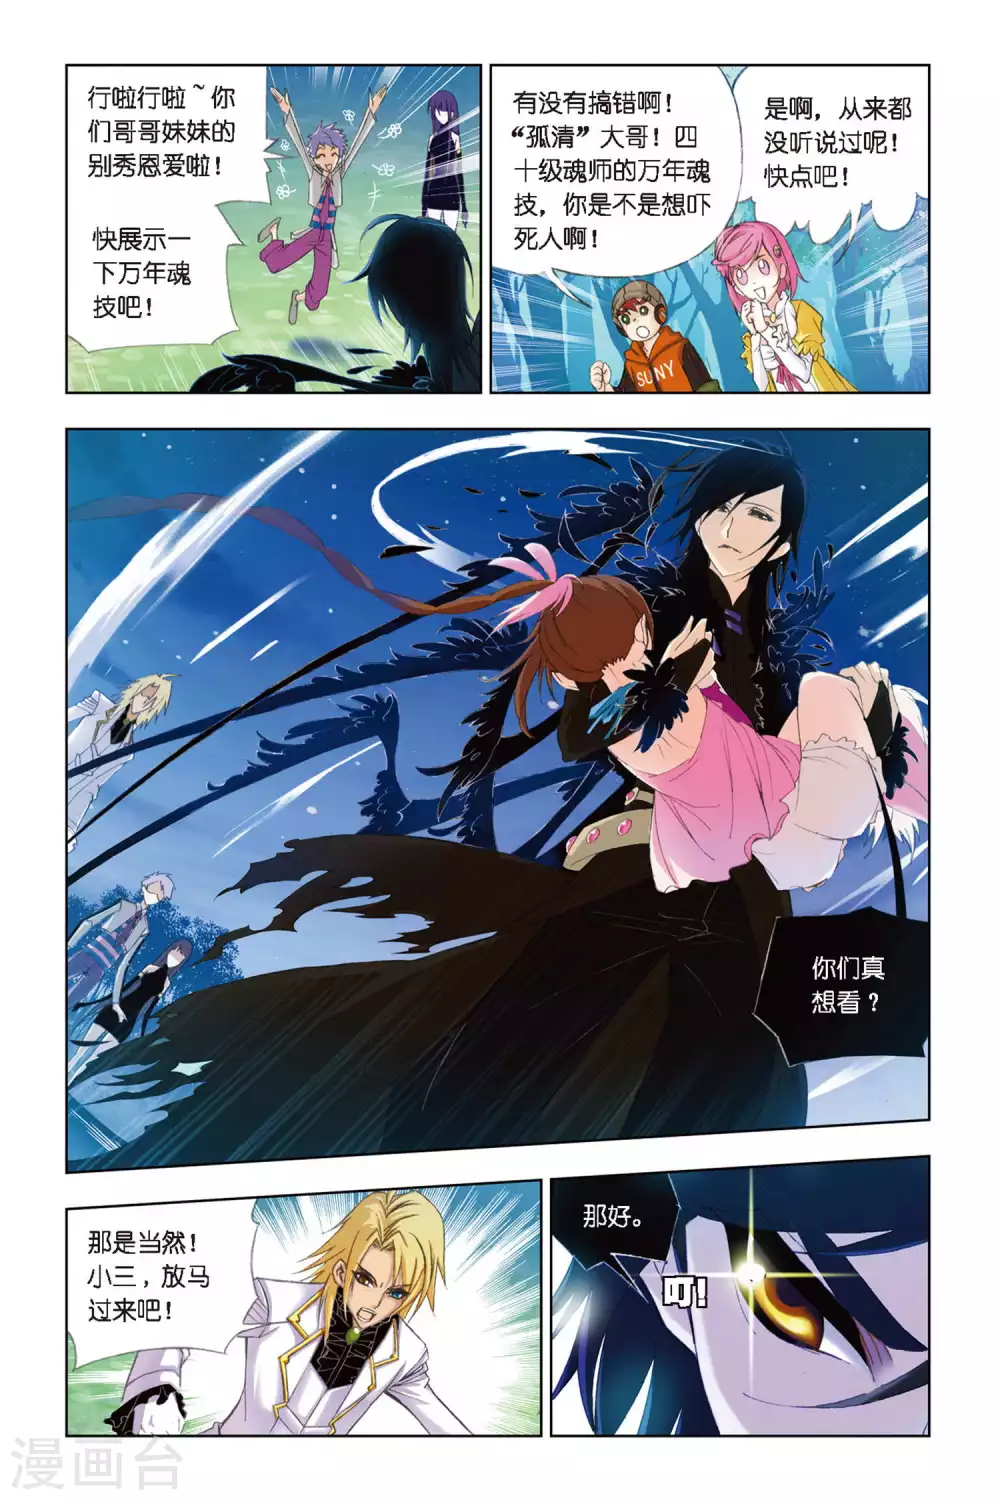 行啦行啦~你
们哥哥妹妹的
别秀恩爱啦！
快展示一
下万年魂
技吧！
有没有搞错啊！
“孤清”大哥！四
十级魂师的万年魂
技，你是不是想吓
死人啊！
是啊，从来都
没听说过呢！
快点吧！
SUNY
你们真
想看？
那是当然！
小三，放马
过来吧！
那好。
叮!
漫画台